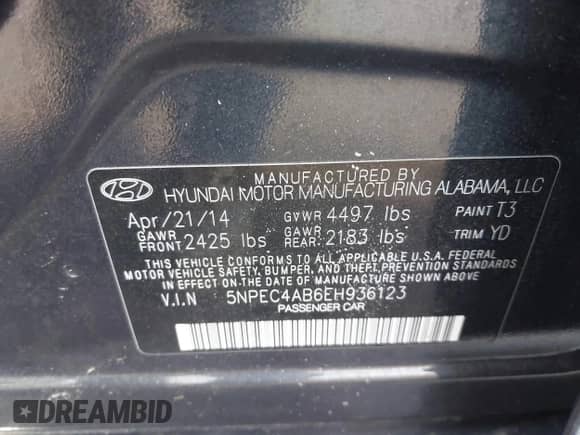 MANUFACTURED BY
HYUNDAI MOTOR MANUFACTURING ALABAMA, LLC
Apr/21/14 GVWR 4497 lbs PAINT T3
GAWR FRONT 2425 lbs GAWR REAR: 2183 lbs TRIM YD
THIS VEHICLE CONFORMS TO ALL APPLICABLE U.S.A. FEDERAL
MOTOR VEHICLE SAFETY, BUMPER, AND THEFT PREVENTION STANDARDS
IN EFFECT ON THE DATE OF MANUFACTURE SHOWN ABOVE.
V.I.N 5NPEC4AB6EH936123
PASSENGER CAR
DREAMBID